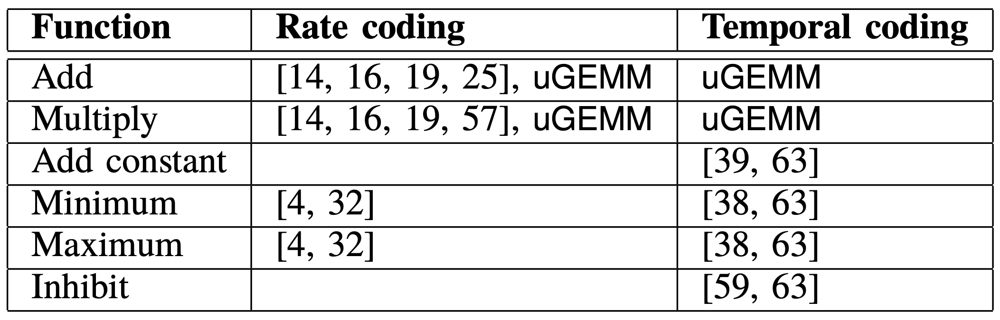 Function Rate coding Temporal coding
Add [14, 16, 19, 25], uGEMM uGEMM
Multiply [14, 16, 19, 57], uGEMM uGEMM
Add constant [39, 63]
Minimum [4, 32] [38, 63]
Maximum [4, 32] [38, 63]
Inhibit [59, 63]